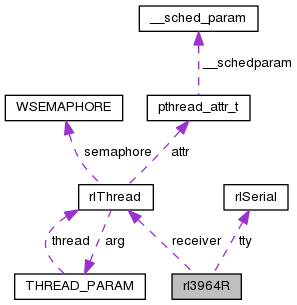 __sched_param
__schedparam
WSEMAPHORE
pthread_attr_t
semaphore
attr
rlThread
rlSerial
thread
arg
receiver
tty
THREAD_PARAM
rl3964R